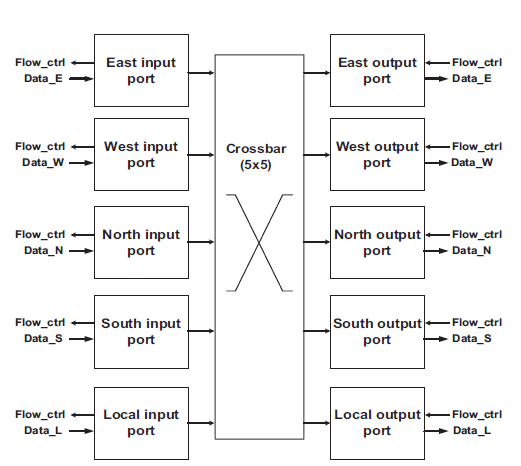 Flow_ctrl
Data_E
East input
port
East output
port
Flow_ctrl
Data_E
Flow_ctrl
Data_W
West input
port
Crossbar
(5x5)
West output
port
Flow_ctrl
Data_W
Flow_ctrl
Data_N
North input
port
North output
port
Flow_ctrl
Data_N
Flow_ctrl
Data_S
South input
port
South output
port
Flow_ctrl
Data_S
Flow_ctrl
Data_L
Local input
port
Local output
port
Flow_ctrl
Data_L